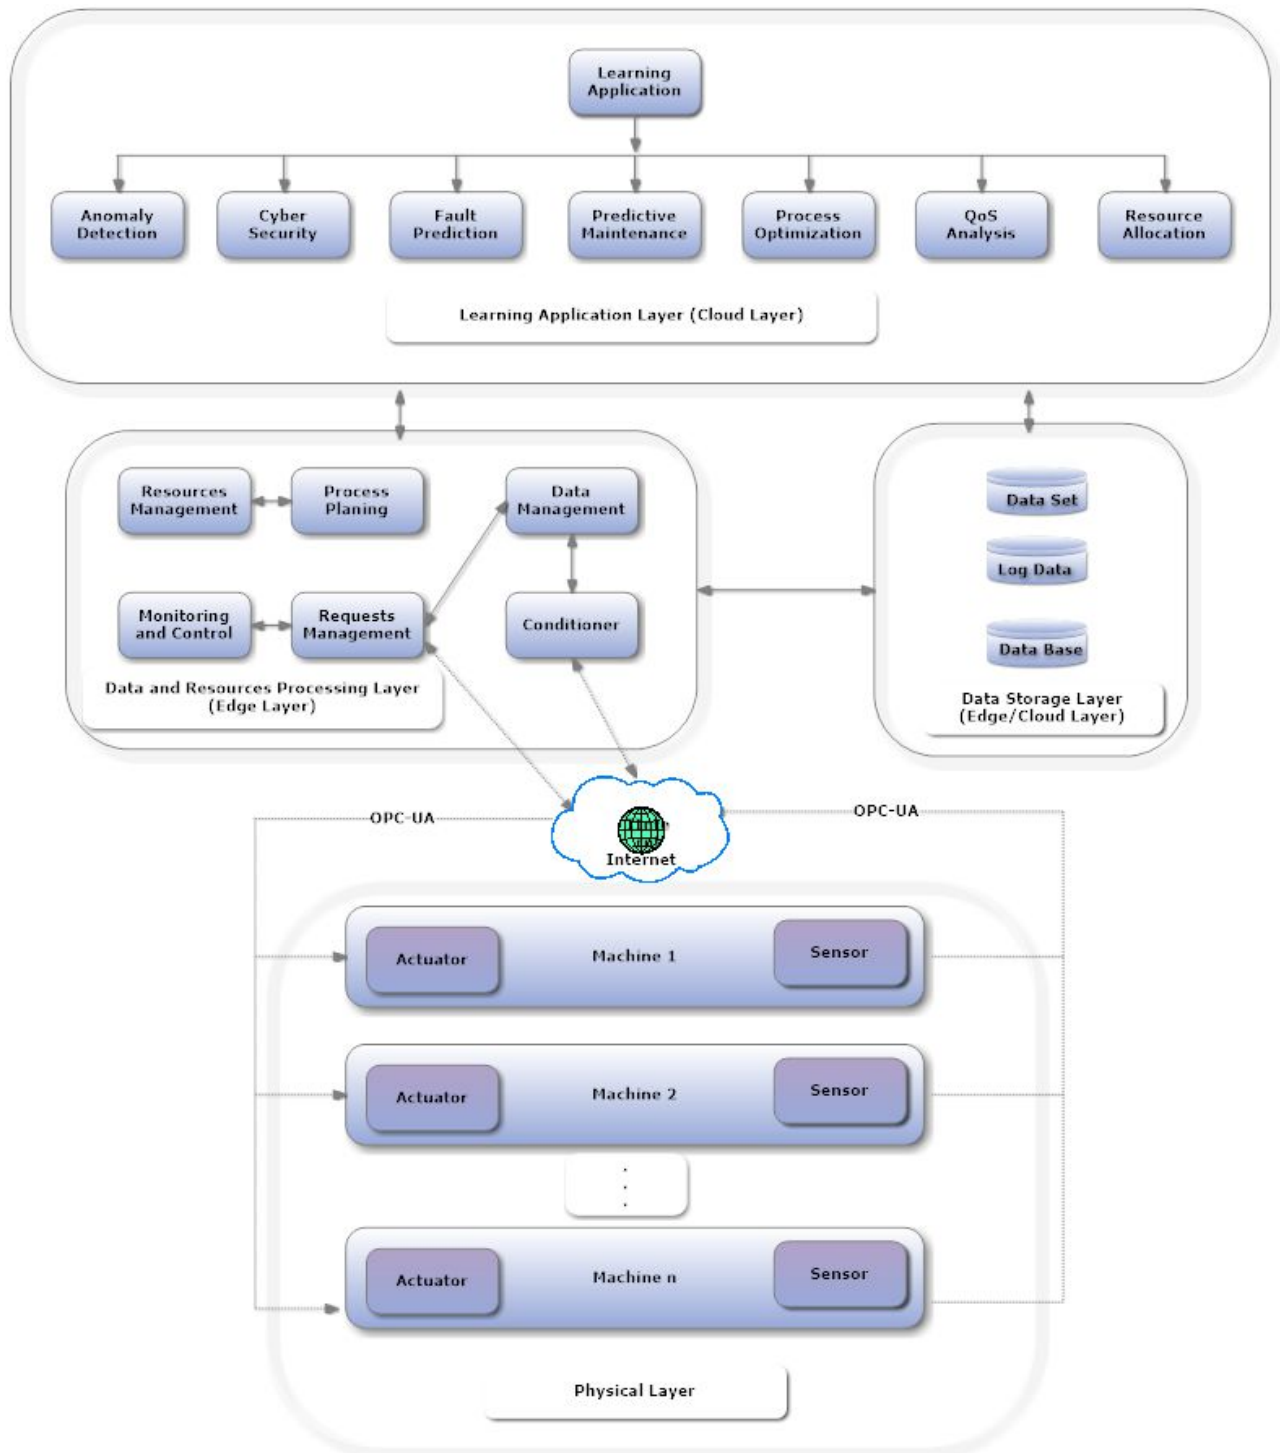 Learning
Application
Anomaly
Detection
Cyber
Security
Fault
Prediction
Predictive
Maintenance
Process
Optimization
QoS
Analysis
Resource
Allocation
Learning Application Layer (Cloud Layer)
Resources
Management
Process
Planing
Data
Management
Monitoring
and Control
Requests
Management
Conditioner
Data and Resources Processing Layer
(Edge Layer)
Data Set
Log Data
Data Base
Data Storage Layer
(Edge/Cloud Layer)
OPC-UA
Internet
OPC-UA
Actuator
Machine 1
Sensor
Actuator
Machine 2
Sensor
Actuator
Machine n
Sensor
Physical Layer